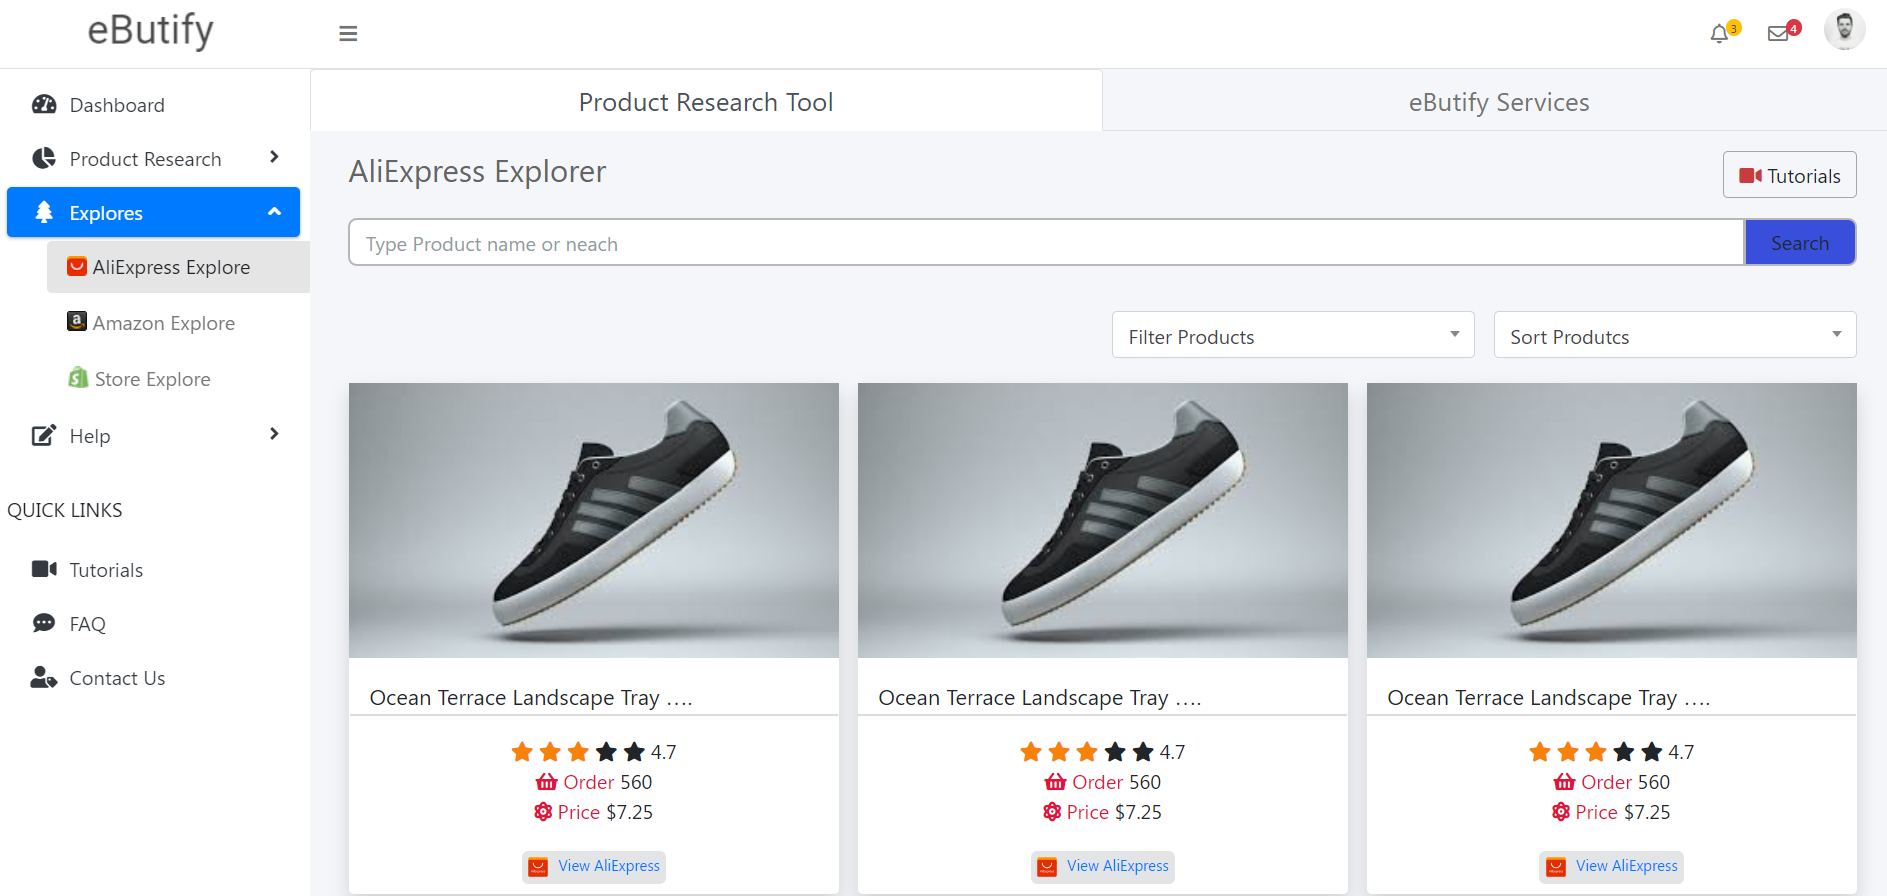 eButify
3
4
Dashboard
Product Research
Explores
AliExpress Explore
Amazon Explore
Store Explore
Help
QUICK LINKS
Tutorials
FAQ
Contact Us
Product Research Tool
eButify Services
AliExpress Explorer
Tutorials
Type Product name or neach
Search
Filter Products
Sort Produtcs
Ocean Terrace Landscape Tray ....
4.7
Order 560
Price $7.25
View AliExpress
Ocean Terrace Landscape Tray ....
4.7
Order 560
Price $7.25
View AliExpress
Ocean Terrace Landscape Tray ....
4.7
Order 560
Price $7.25
View AliExpress